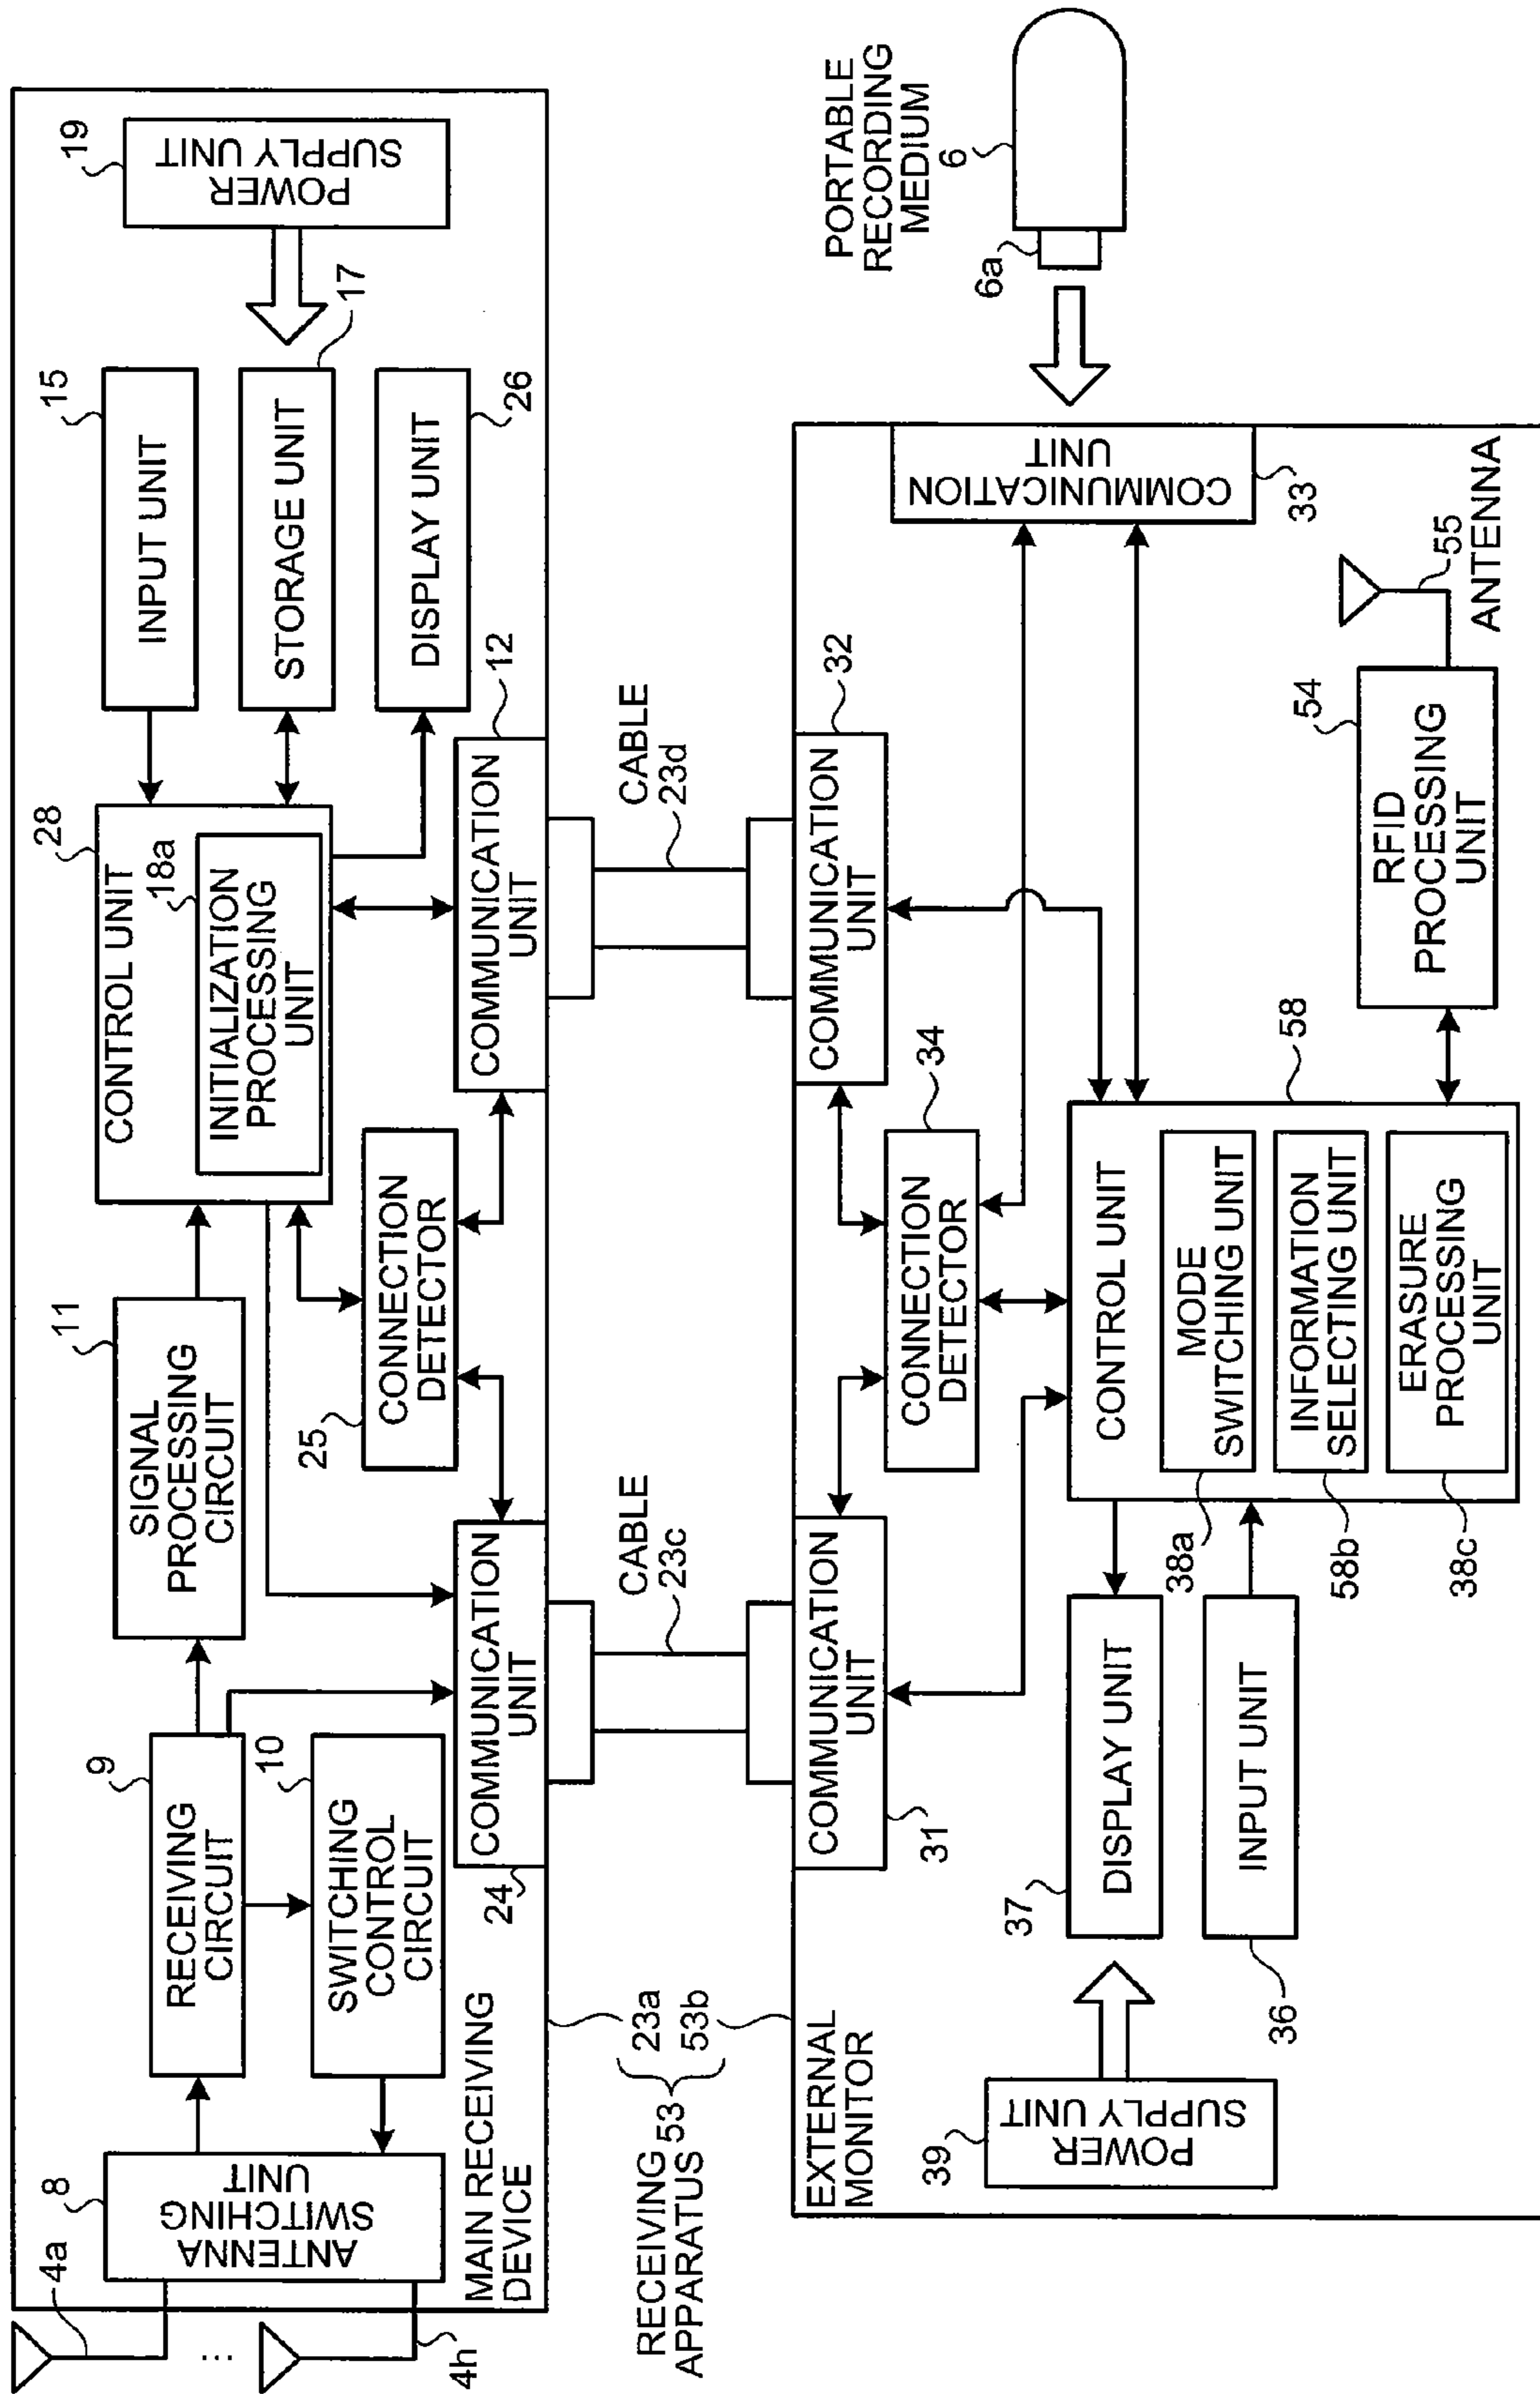 4a
...
4h
8
ANTENNA
SWITCHING
UNIT
9
RECEIVING
CIRCUIT
10
SWITCHING
CONTROL
CIRCUIT
11
SIGNAL
PROCESSING
CIRCUIT
28
CONTROL UNIT
18a
INITIALIZATION
PROCESSING
UNIT
15
INPUT UNIT
17
STORAGE UNIT
26
DISPLAY UNIT
19
POWER
SUPPLY UNIT
25
CONNECTION
DETECTOR
24
COMMUNICATION
UNIT
12
COMMUNICATION
UNIT
MAIN RECEIVING
DEVICE
RECEIVING
APPARATUS 53
23a
53b
CABLE
23c
CABLE
23d
PORTABLE
RECORDING
MEDIUM
6
6a
EXTERNAL
MONITOR
31
COMMUNICATION
UNIT
32
COMMUNICATION
UNIT
33
COMMUNICATION
UNIT
34
CONNECTION
DETECTOR
39
POWER
SUPPLY UNIT
37
DISPLAY UNIT
36
INPUT UNIT
58
CONTROL UNIT
38a
MODE
SWITCHING UNIT
58b
INFORMATION
SELECTING UNIT
38c
ERASURE
PROCESSING
UNIT
54
RFID
PROCESSING
UNIT
55
ANTENNA